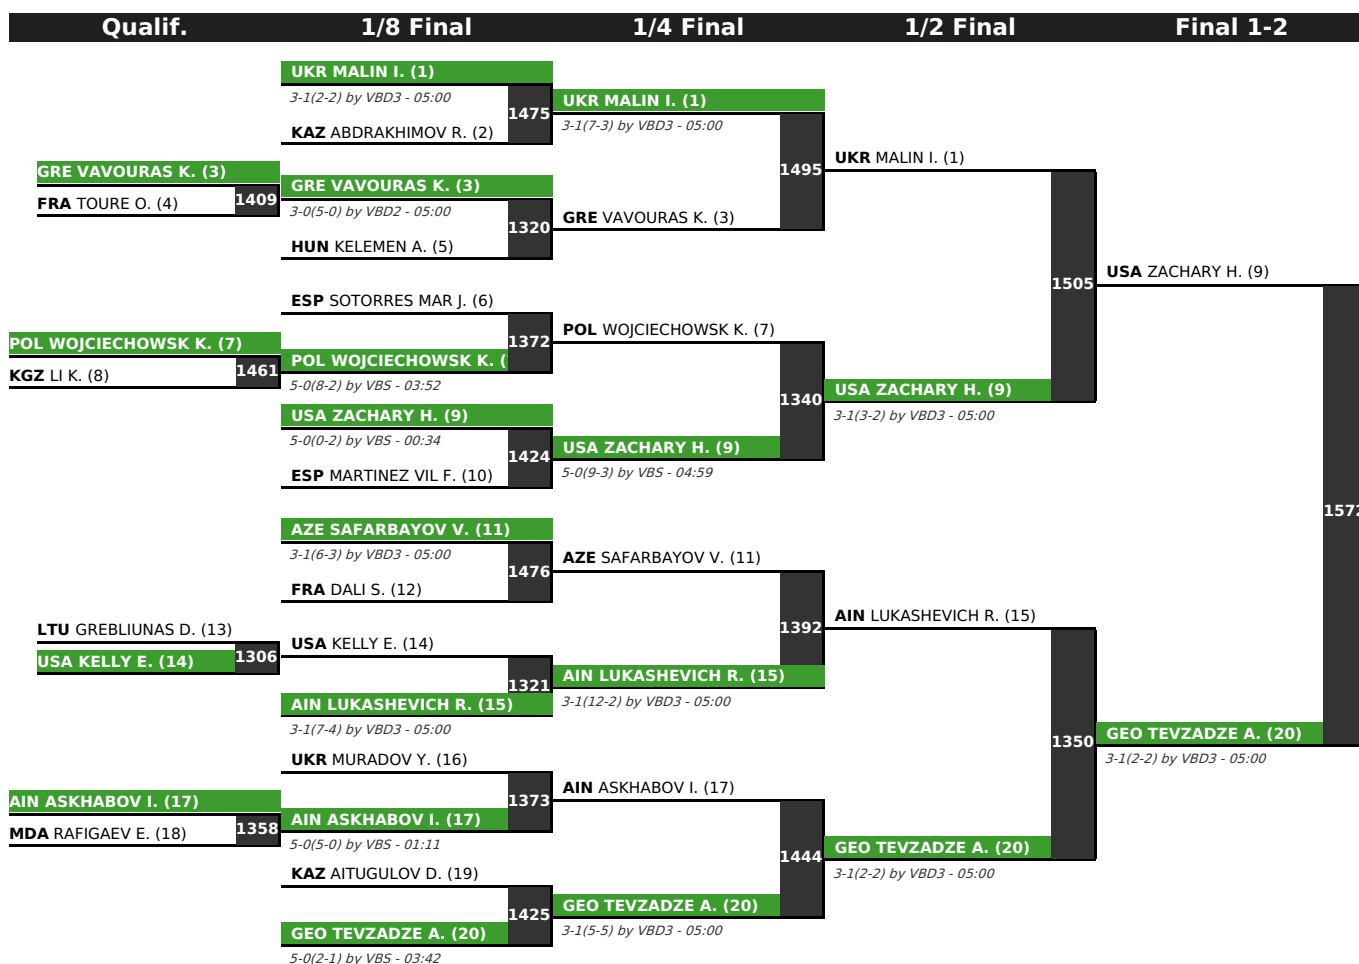 Qualif. 1/8 Final 1/4 Final 1/2 Final Final 1-2
UKR MALIN I. (1)
3-1(2-2) by VBD3 - 05:00
1475
KAZ ABDRAKHIMOV R. (2)
UKR MALIN I. (1)
3-1(7-3) by VBD3 - 05:00
GRE VAVOURAS K. (3)
1409
FRA TOURE O. (4)
GRE VAVOURAS K. (3)
3-0(5-0) by VBD2 - 05:00
1320
HUN KELEMEN A. (5)
1495
GRE VAVOURAS K. (3)
UKR MALIN I. (1)
ESP SOTORRES MAR J. (6)
1372
POL WOJCIECHOWSK K. (7)
1461
KGZ LI K. (8)
POL WOJCIECHOWSK K. (
5-0(8-2) by VBS - 03:52
POL WOJCIECHOWSK K. (7)
1340
USA ZACHARY H. (9)
5-0(0-2) by VBS - 00:34
1424
ESP MARTINEZ VIL F. (10)
USA ZACHARY H. (9)
5-0(9-3) by VBS - 04:59
USA ZACHARY H. (9)
3-1(3-2) by VBD3 - 05:00
1505
USA ZACHARY H. (9)
1572
AZE SAFARBAYOV V. (11)
3-1(6-3) by VBD3 - 05:00
1476
FRA DALI S. (12)
AZE SAFARBAYOV V. (11)
1392
LTU GREBLIUNAS D. (13)
1306
USA KELLY E. (14)
USA KELLY E. (14)
1321
AIN LUKASHEVICH R. (15)
3-1(7-4) by VBD3 - 05:00
AIN LUKASHEVICH R. (15)
3-1(12-2) by VBD3 - 05:00
AIN LUKASHEVICH R. (15)
1350
UKR MURADOV Y. (16)
1373
AIN ASKHABOV I. (17)
1358
MDA RAFIGAEV E. (18)
AIN ASKHABOV I. (17)
5-0(5-0) by VBS - 01:11
AIN ASKHABOV I. (17)
1444
KAZ AITUGULOV D. (19)
1425
GEO TEVZADZE A. (20)
5-0(2-1) by VBS - 03:42
GEO TEVZADZE A. (20)
3-1(5-5) by VBD3 - 05:00
GEO TEVZADZE A. (20)
3-1(2-2) by VBD3 - 05:00
GEO TEVZADZE A. (20)
3-1(2-2) by VBD3 - 05:00